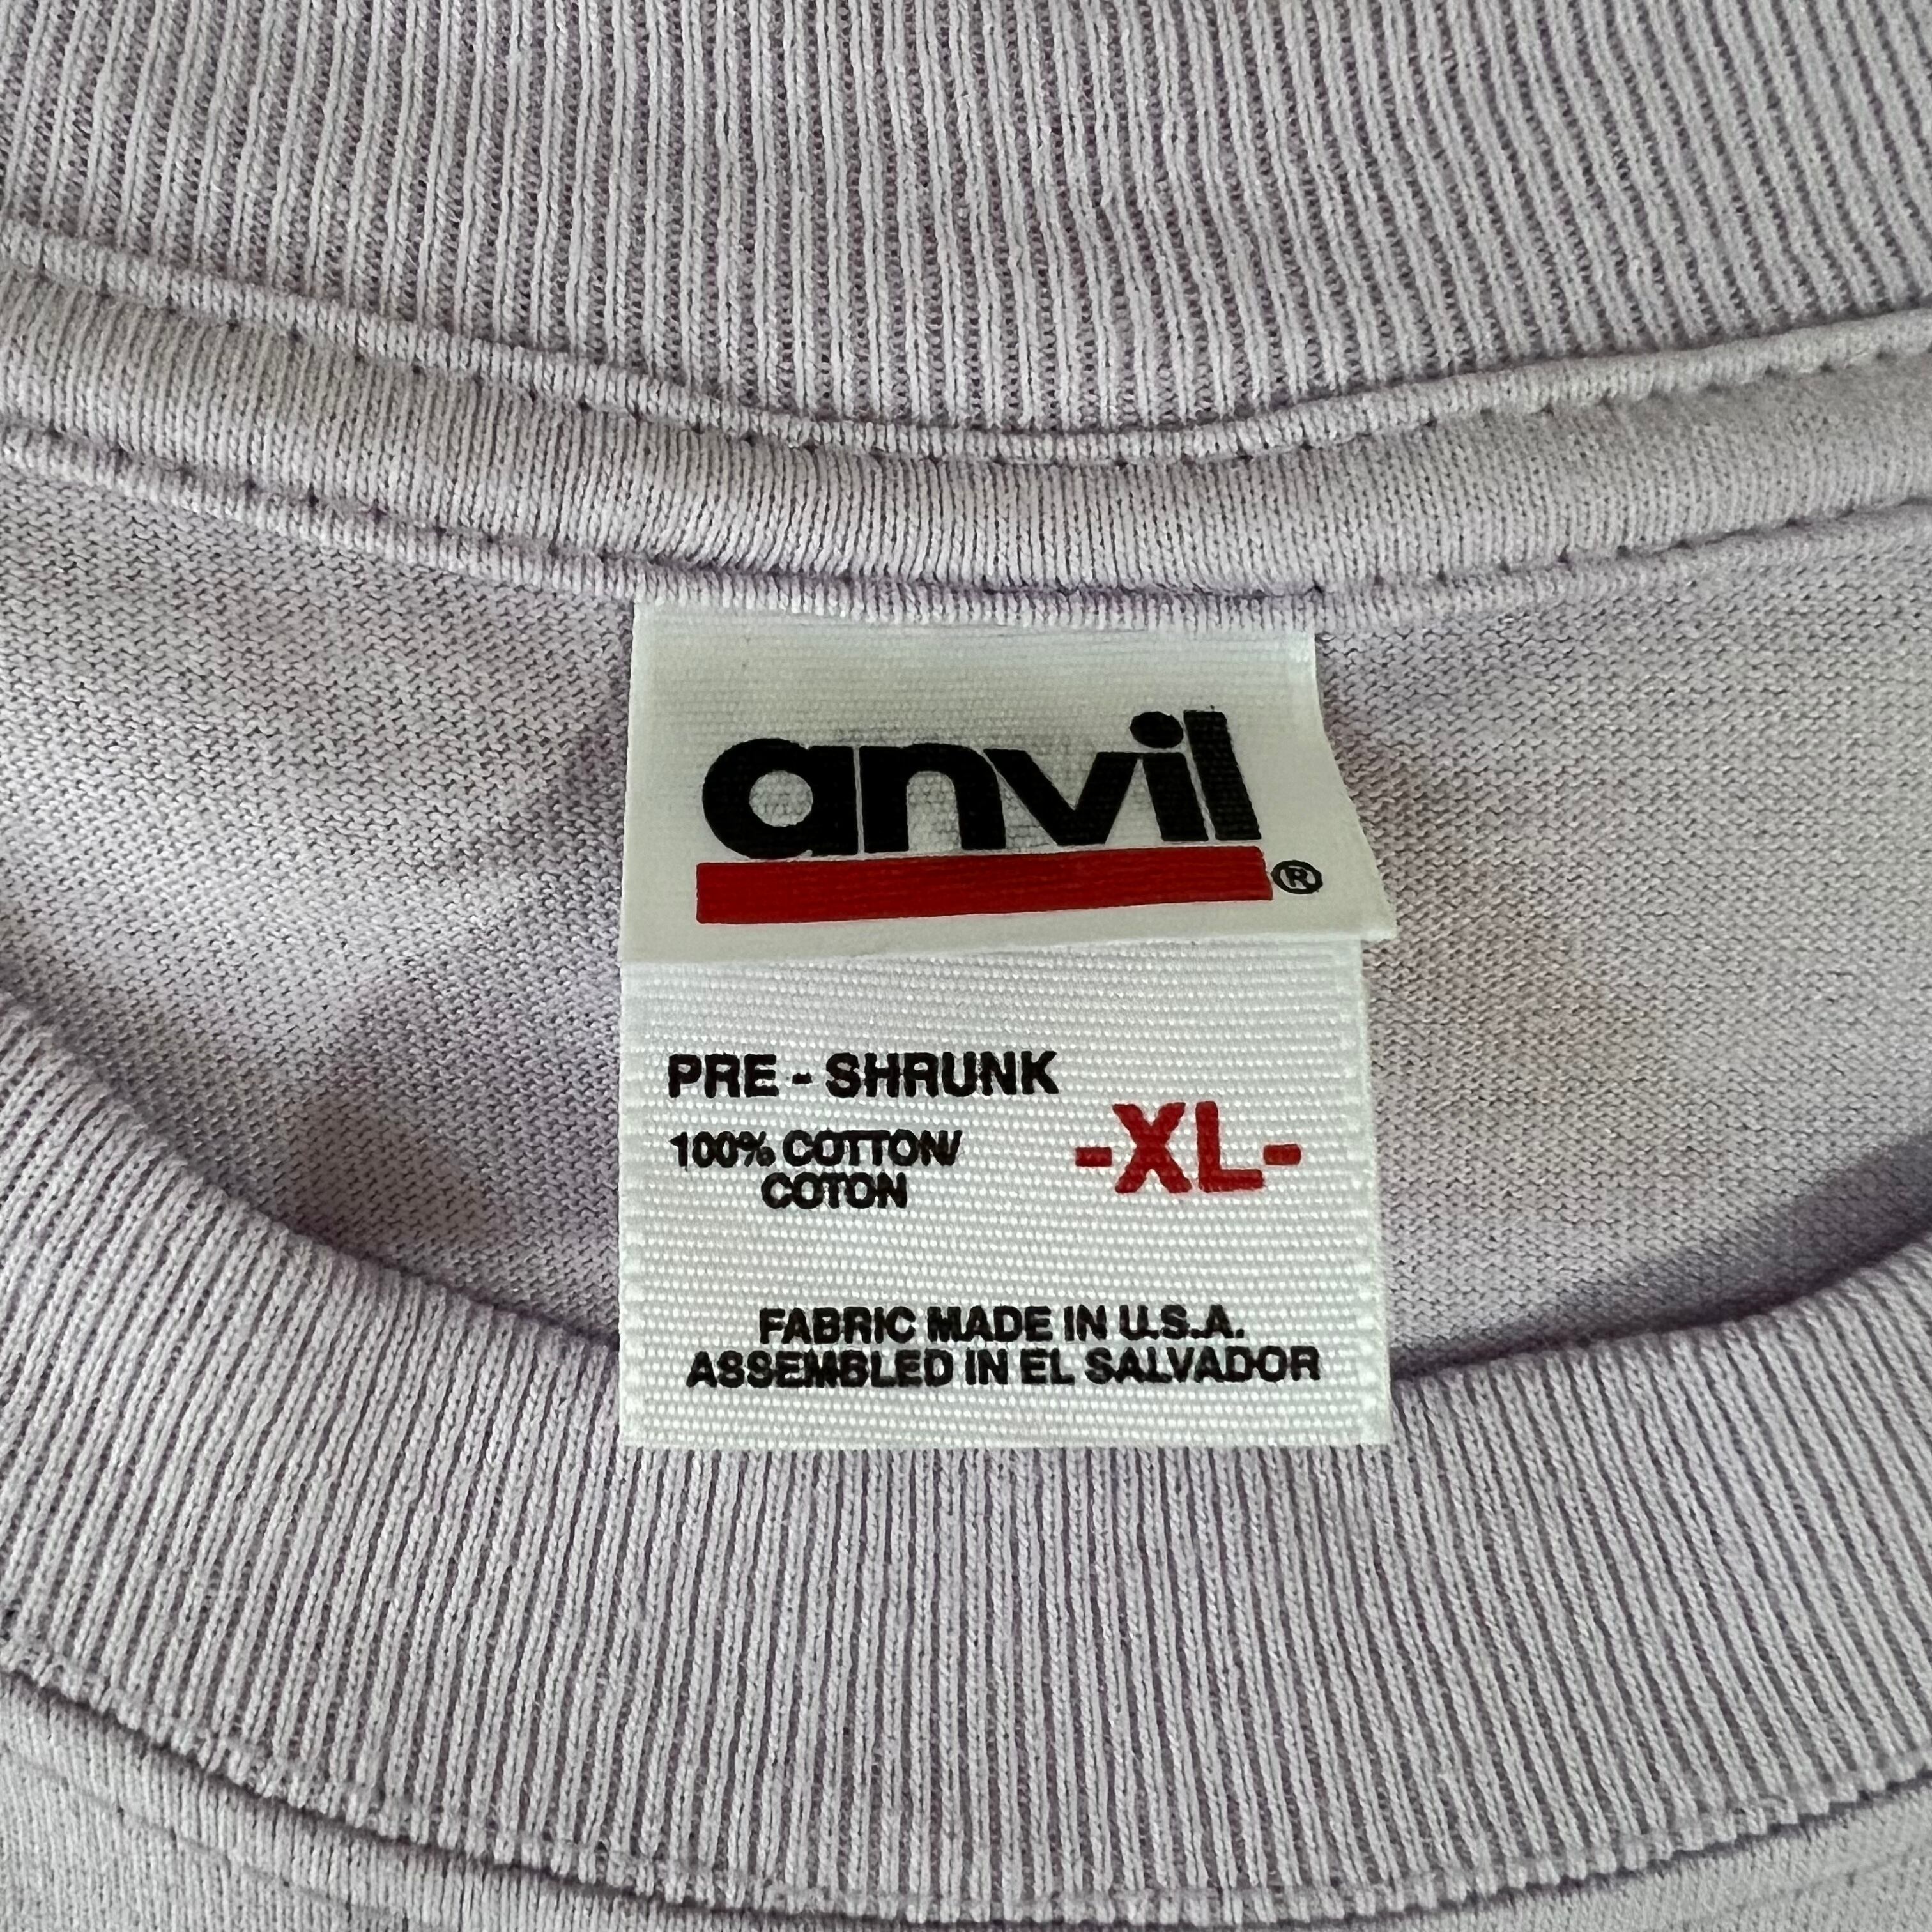 anvil®
PRE - SHRUNK
100% COTTON/
COTON
-XL-
FABRIC MADE IN U.S.A.
ASSEMBLED IN EL SALVADOR